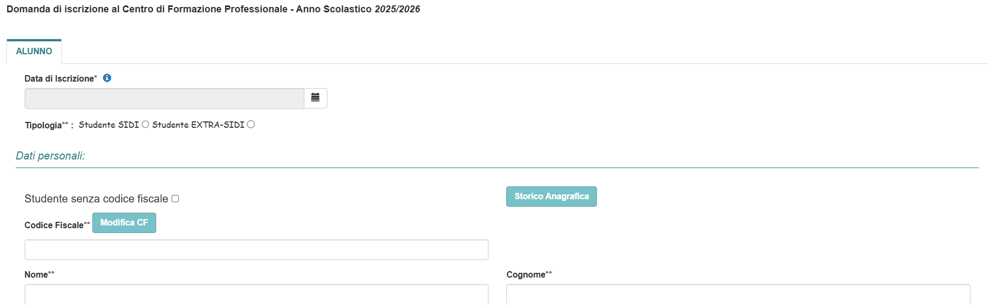 Domanda di iscrizione al Centro di Formazione Professionale - Anno Scolastico 2025/2026
ALUNNO
Data di Iscrizione*
Tipologia** : Studente SIDI Studente EXTRA-SIDI
Dati personali:
Studente senza codice fiscale
Storico Anagrafica
Codice Fiscale** Modifica CF
Nome**
Cognome**